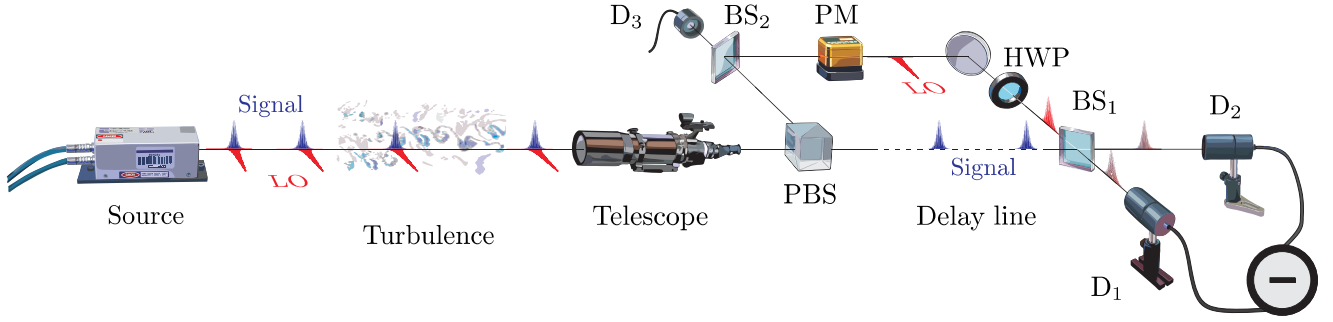 D3
BS2
PM
HWP
LO
BS1
D2
Signal
LO
PBS
Signal
Source
Turbulence
Telescope
Delay line
D1